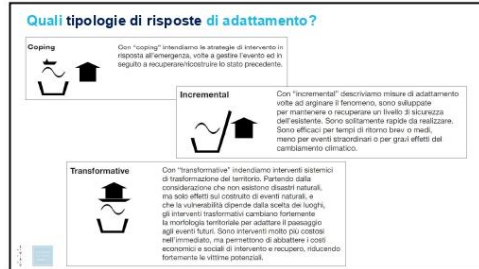 Quali tipologie di risposte di adattamento?
Coping
Con "coping" intendiamo le strategie di intervento in
risposta all'emergenza, volte a gestire l'evento ed in
seguito a recuperare/ricostruire lo stato precedente.
Incremental
Con "incremental" descriviamo misure di adattamento
volte ad arginare il fenomeno, sono sviluppate
per mantenere o recuperare un livello di sicurezza
dell'esistente. Sono solitamente rapide da realizzare.
Sono efficaci per tempi di ritorno brevi o medi,
meno per eventi straordinari o per grazi effetti del
cambiamento climatico.
Transformative
Con "transformative" intendiamo interventi sistemici
di trasformazione del territorio. Partendo dalla
considerazione che non esistono disastri naturali,
ma solo effetti sul costruito di eventi naturali, e
che la vulnerabilità dipende dalla scelta dei luoghi,
gli interventi trasformativi cambiano fortemente
la morfologia territoriale per adattare il paesaggio
agli eventi futuri. Sono interventi molto più costosi
nell'immediato, ma permettono di abbattere i costi
economici e sociali di intervento e recupero, riducendo
fortemente le vittime potenziali.